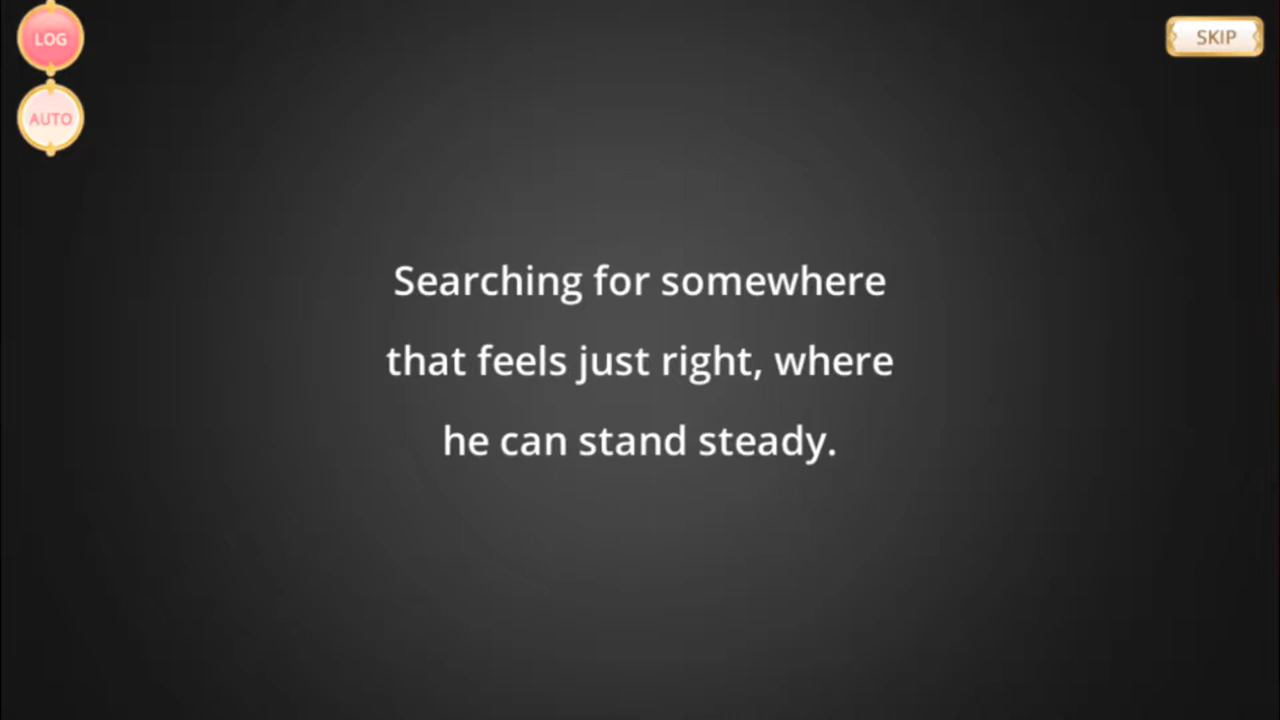 LOG
SKIP
AUTO
Searching for somewhere
that feels just right, where
he can stand steady.